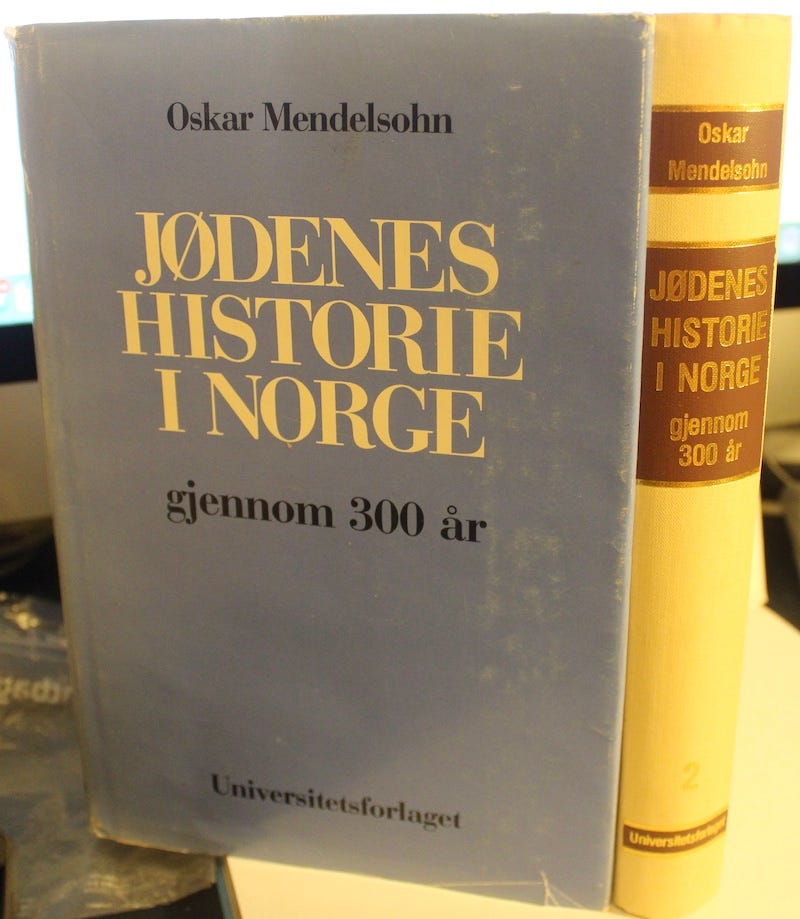 Oskar Mendelsohn
JØDENES
HISTORIE
I NORGE
gjennom 300 år
Universitetsforlaget
Oskar
Mendelsohn
JØDENES
HISTORIE
I NORGE
gjennom
300 år
2
Universitetsforlaget